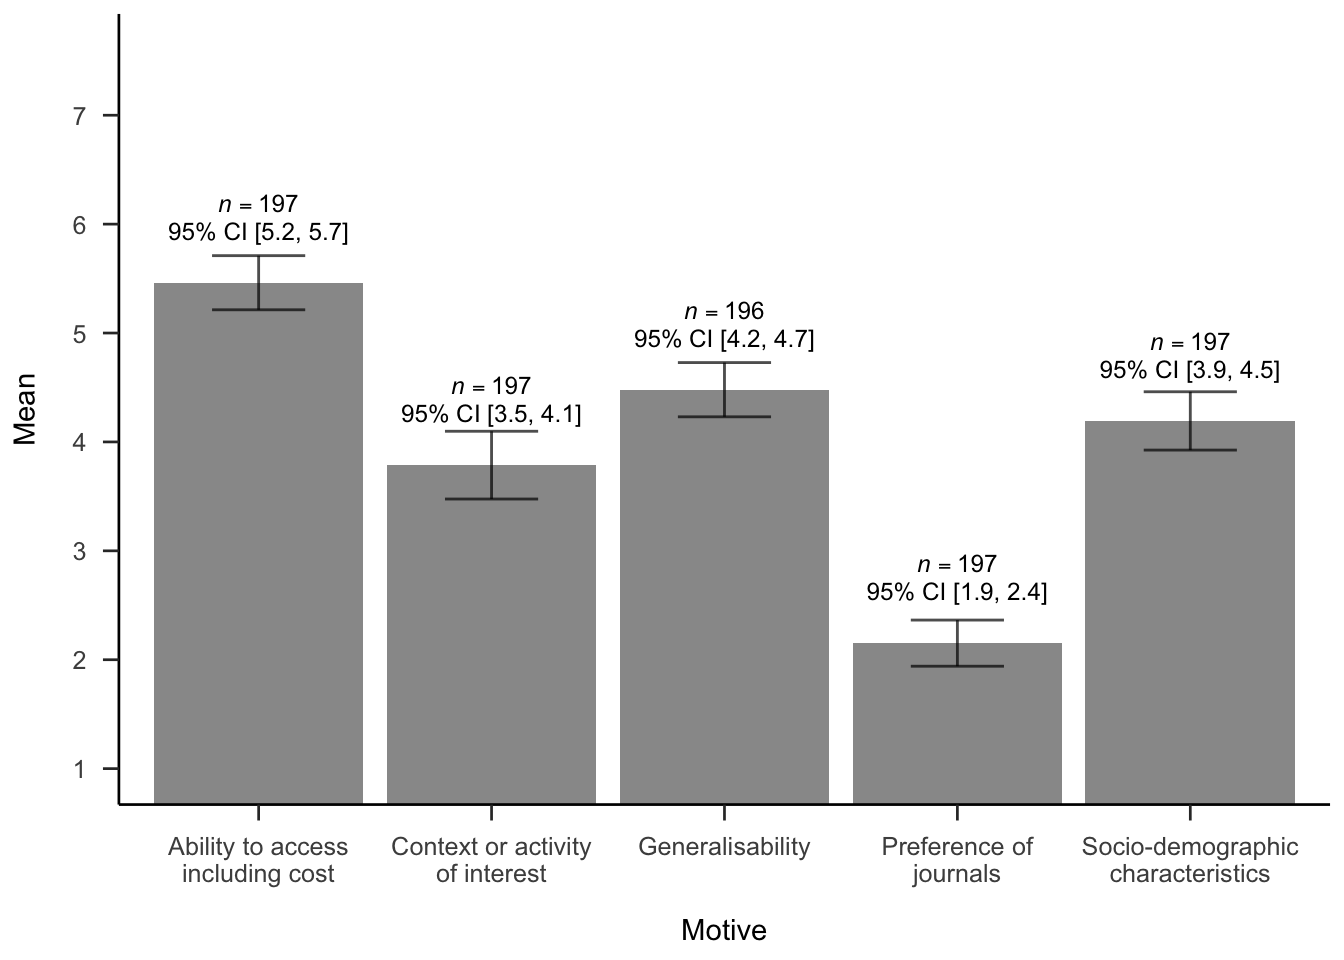 7
6
5
4
3
2
1
Mean
n = 197
95% CI [5.2, 5.7]
n = 197
95% CI [3.5, 4.1]
n = 196
95% CI [4.2, 4.7]
n = 197
95% CI [1.9, 2.4]
n = 197
95% CI [3.9, 4.5]
Ability to access
including cost
Context or activity
of interest
Generalisability
Preference of
journals
Socio-demographic
characteristics
Motive